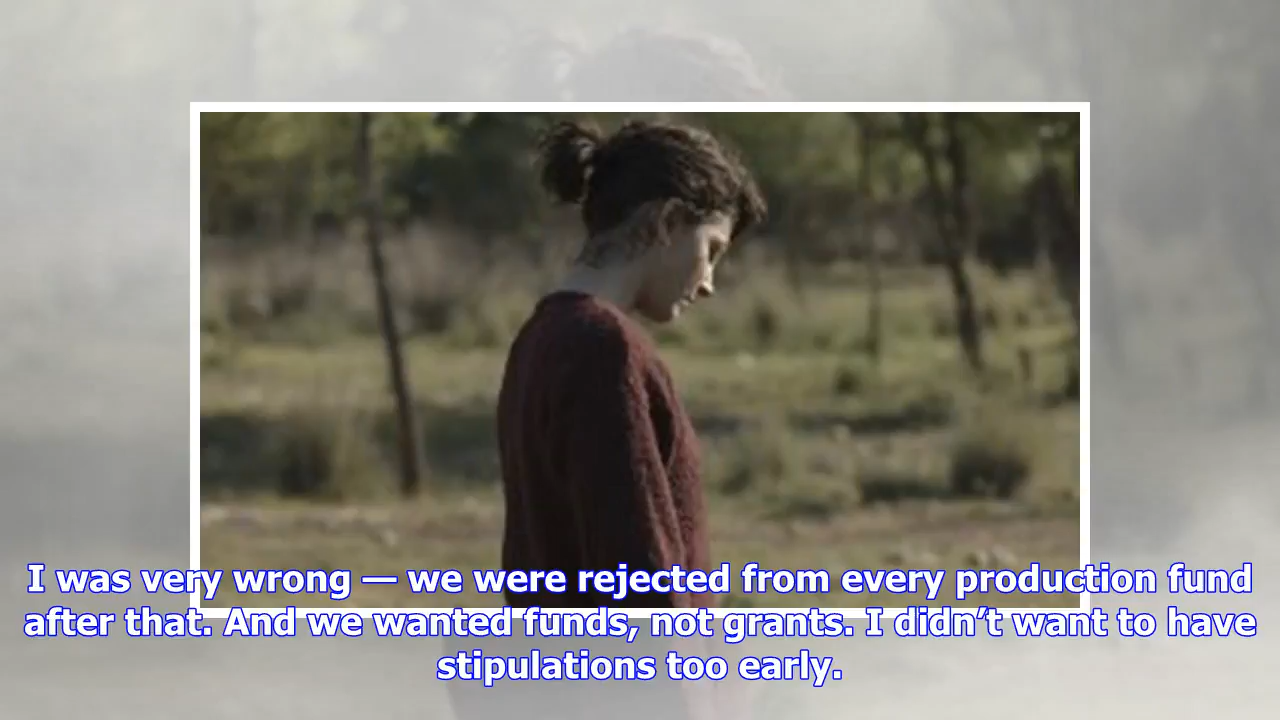 I was very wrong — we were rejected from every production fund
after that. And we wanted funds, not grants. I didn’t want to have
stipulations too early.